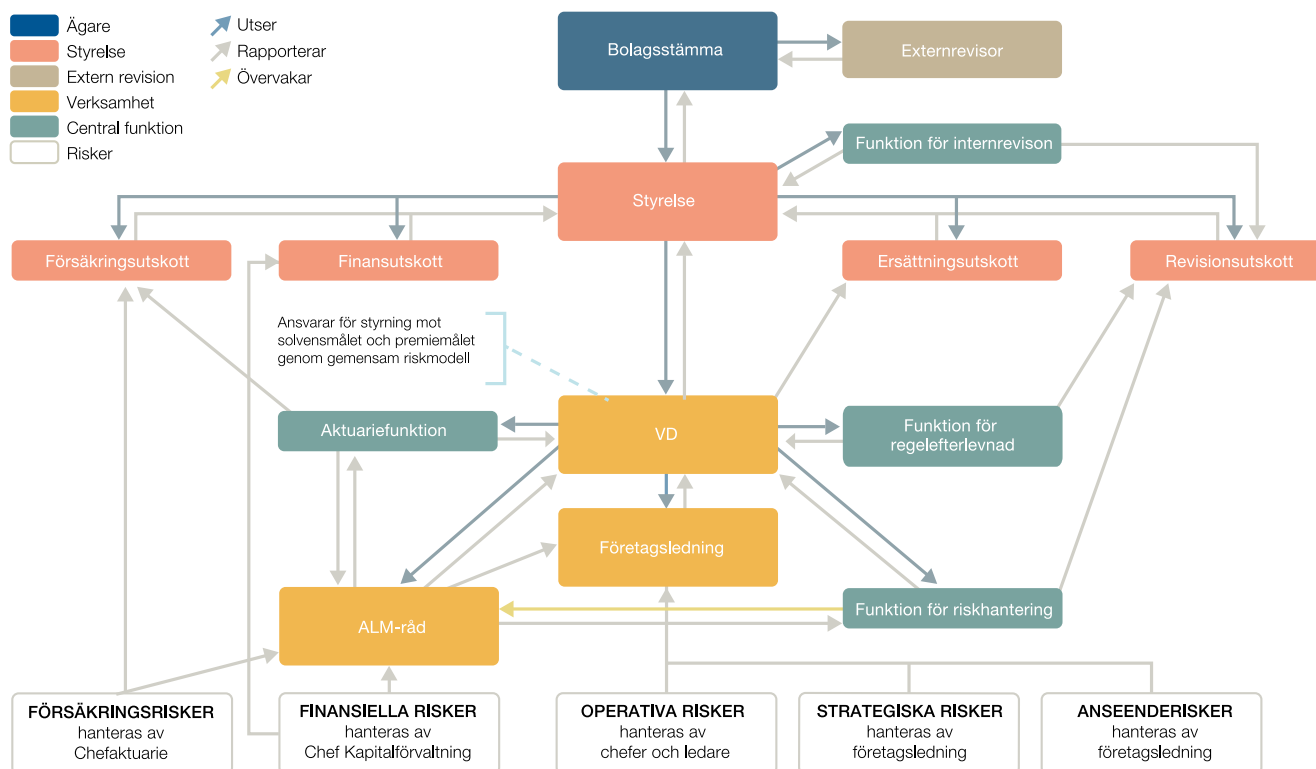 Ägare
Styrelse
Extern revision
Verksamhet
Central funktion
Risker
Utser
Rapporterar
Övervakar
Bolagsstämma
Externrevisor
Funktion för internrevison
Styrelse
Försäkringsutskott
Finansutskott
Ersättningsutskott
Revisionsutskott
Ansvarar för styrning mot
solvensmålet och premiemålet
genom gemensam riskmodell
Aktuariefunktion
VD
Funktion för
regelefterlevnad
Företagsledning
ALM-råd
Funktion för riskhantering
FÖRSÄKRINGSRISKER
hanteras av
Chefaktuarie
FINANSIELLA RISKER
hanteras av
Chef Kapitalförvaltning
OPERATIVA RISKER
hanteras av
chefer och ledare
STRATEGISKA RISKER
hanteras av
företagsledning
ANSEENDERISKER
hanteras av
företagsledning